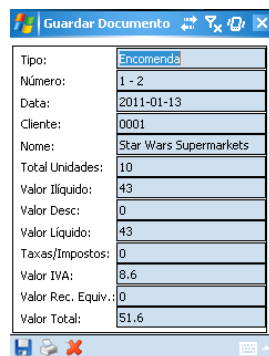 Guardar Documento
Tipo: Encomenda
Número: 1 - 2
Data: 2011-01-13
Cliente: 0001
Nome: Star Wars Supermarkets
Total Unidades: 10
Valor Ilíquido: 43
Valor Desc: 0
Valor Líquido: 43
Taxas/Impostos: 0
Valor IVA: 8.6
Valor Rec. Equiv.: 0
Valor Total: 51.6